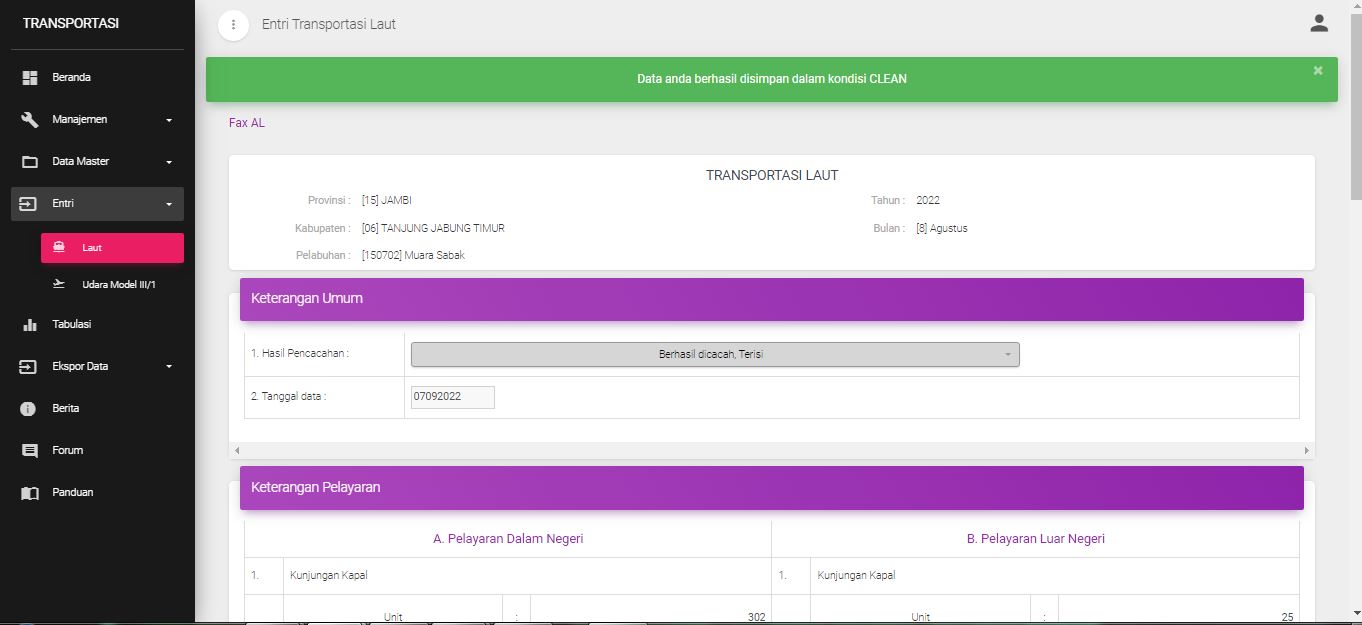 TRANSPORTASI
Beranda
Manajemen
Data Master
Entri
Laut
Udara Model III/1
Tabulasi
Ekspor Data
Berita
Forum
Panduan
Entri Transportasi Laut
Data anda berhasil disimpan dalam kondisi CLEAN
Fax AL
TRANSPORTASI LAUT
Provinsi : [15] JAMBI
Tahun : 2022
Kabupaten : [06] TANJUNG JABUNG TIMUR
Bulan : [8] Agustus
Pelabuhan : [150702] Muara Sabak
Keterangan Umum
1. Hasil Pencacahan : Berhasil dicacah, Terisi
2. Tanggal data : 07092022
Keterangan Pelayaran
A. Pelayaran Dalam Negeri B. Pelayaran Luar Negeri
1. Kunjungan Kapal 1. Kunjungan Kapal
Unit : 302 Unit : 25